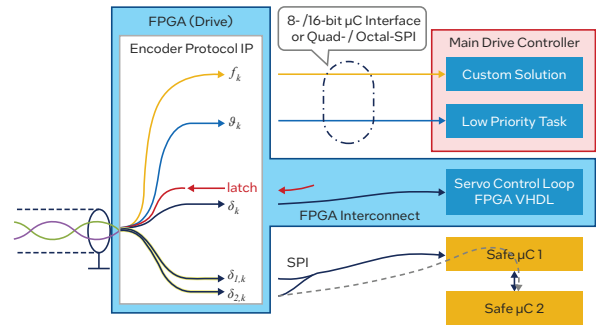 FPGA (Drive)
Encoder Protocol IP
f_k
ϑ_k
latch
δ_k
δ_1,k
δ_2,k
8- /16-bit µC Interface
or Quad- / Octal-SPI
Main Drive Controller
Custom Solution
Low Priority Task
Servo Control Loop
FPGA VHDL
FPGA Interconnect
SPI
Safe µC 1
Safe µC 2